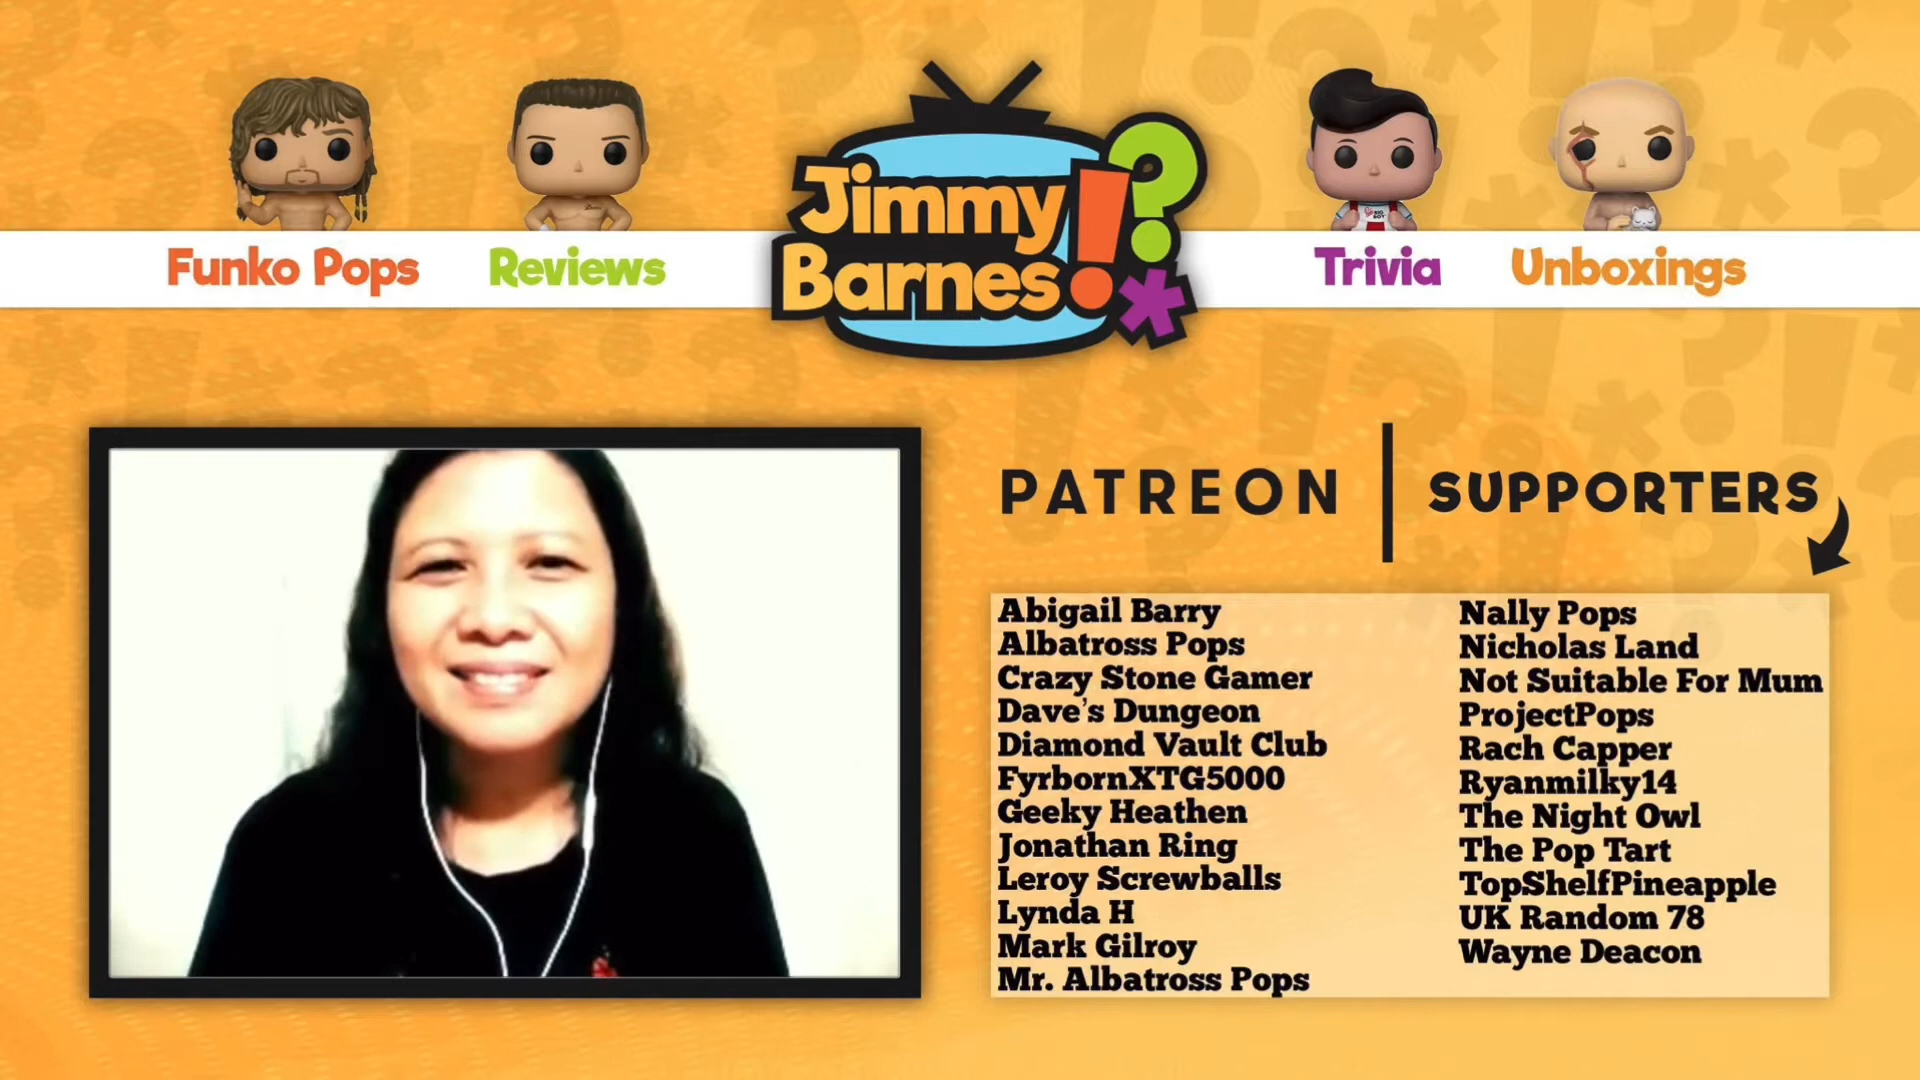 Jimmy
Barnes!?*
Funko Pops
Reviews
Trivia
Unboxings
BIG
BOY
PATREON | SUPPORTERS
Abigail Barry
Albatross Pops
Crazy Stone Gamer
Dave's Dungeon
Diamond Vault Club
FyrbornXTG5000
Geeky Heathen
Jonathan Ring
Leroy Screwballs
Lynda H
Mark Gilroy
Mr. Albatross Pops
Nally Pops
Nicholas Land
Not Suitable For Mum
ProjectPops
Rach Capper
Ryanmilky14
The Night Owl
The Pop Tart
TopShelfPineapple
UK Random 78
Wayne Deacon